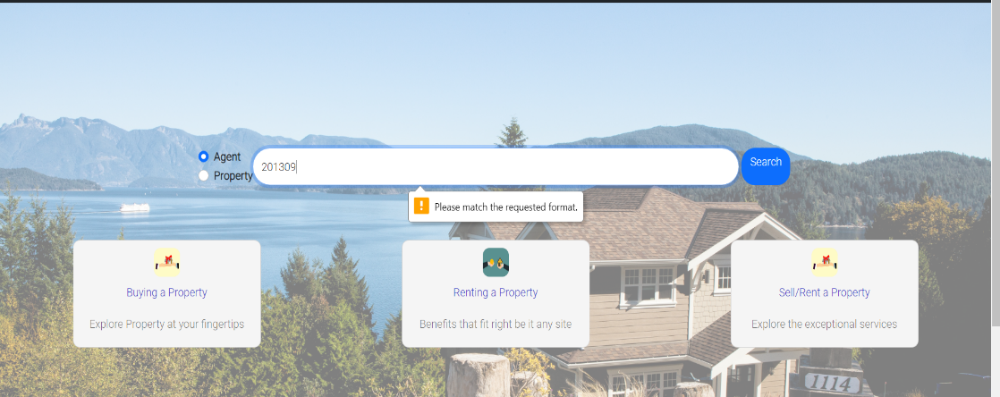 Agent
Property
201309
Search
Please match the requested format.
Buying a Property
Explore Property at your fingertips
Renting a Property
Benefits that fit right be it any site
Sell/Rent a Property
Explore the exceptional services
1114